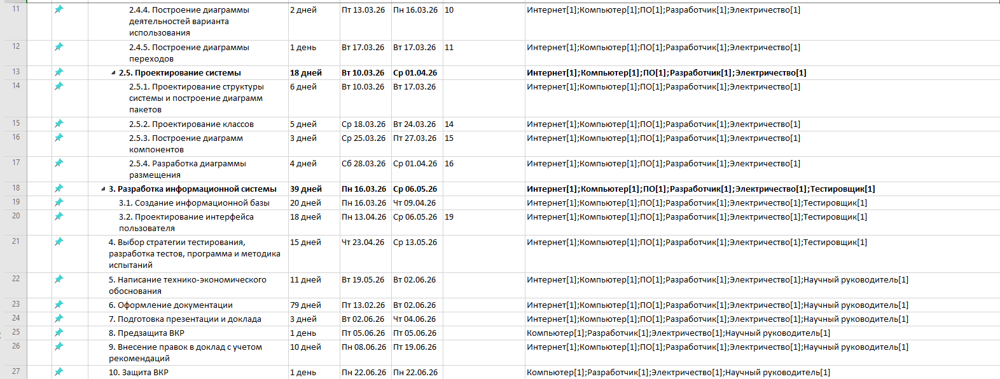 11 2.4.4. Построение диаграммы 2 дней Пт 13.03.26 Пн 16.03.26 10 Интернет[1];Компьютер[1];ПО[1];Разработчик[1];Электричество[1]
деятельностей варианта
использования
12 2.4.5. Построение диаграммы 1 день Вт 17.03.26 Вт 17.03.26 11 Интернет[1];Компьютер[1];ПО[1];Разработчик[1];Электричество[1]
переходов
13 2.5. Проектирование системы 18 дней Вт 10.03.26 Ср 01.04.26 Интернет[1];Компьютер[1];ПО[1];Разработчик[1];Электричество[1]
14 2.5.1. Проектирование структуры 6 дней Вт 10.03.26 Вт 17.03.26 Интернет[1];Компьютер[1];ПО[1];Разработчик[1];Электричество[1]
системы и построение диаграмм
пакетов
15 2.5.2. Проектирование классов 5 дней Ср 18.03.26 Вт 24.03.26 14 Интернет[1];Компьютер[1];ПО[1];Разработчик[1];Электричество[1]
16 2.5.3. Построение диаграмм 3 дней Ср 25.03.26 Пт 27.03.26 15 Интернет[1];Компьютер[1];ПО[1];Разработчик[1];Электричество[1]
компонентов
17 2.5.4. Разработка диаграммы 4 дней Сб 28.03.26 Ср 01.04.26 16 Интернет[1];Компьютер[1];ПО[1];Разработчик[1];Электричество[1]
размещения
18 3. Разработка информационной системы 39 дней Пн 16.03.26 Ср 06.05.26 Интернет[1];Компьютер[1];ПО[1];Разработчик[1];Электричество[1];Тестировщик[1]
19 3.1. Создание информационной базы 20 дней Пн 16.03.26 Чт 09.04.26 Интернет[1];Компьютер[1];ПО[1];Разработчик[1];Электричество[1];Тестировщик[1]
20 3.2. Проектирование интерфейса 18 дней Пн 13.04.26 Ср 06.05.26 19 Интернет[1];Компьютер[1];ПО[1];Разработчик[1];Электричество[1];Тестировщик[1]
пользователя
21 4. Выбор стратегии тестирования, 15 дней Чт 23.04.26 Ср 13.05.26 Интернет[1];Компьютер[1];ПО[1];Разработчик[1];Электричество[1];Тестировщик[1]
разработка тестов, программа и методика
испытаний
22 5. Написание технико-экономического 11 дней Вт 19.05.26 Вт 02.06.26 Интернет[1];Компьютер[1];ПО[1];Разработчик[1];Электричество[1];Научный руководитель[1]
обоснования
23 6. Оформление документации 79 дней Пт 13.02.26 Вт 02.06.26 Интернет[1];Компьютер[1];ПО[1];Разработчик[1];Электричество[1];Научный руководитель[1]
24 7. Подготовка презентации и доклада 3 дней Вт 02.06.26 Чт 04.06.26 Интернет[1];Компьютер[1];ПО[1];Разработчик[1];Электричество[1];Научный руководитель[1]
25 8. Предзащита ВКР 1 день Пт 05.06.26 Пт 05.06.26 Компьютер[1];Разработчик[1];Электричество[1];Научный руководитель[1]
26 9. Внесение правок в доклад с учетом 10 дней Пн 08.06.26 Пт 19.06.26 Интернет[1];Компьютер[1];ПО[1];Разработчик[1];Электричество[1];Научный руководитель[1]
рекомендаций
27 10. Защита ВКР 1 день Пн 22.06.26 Пн 22.06.26 Компьютер[1];Разработчик[1];Электричество[1];Научный руководитель[1]